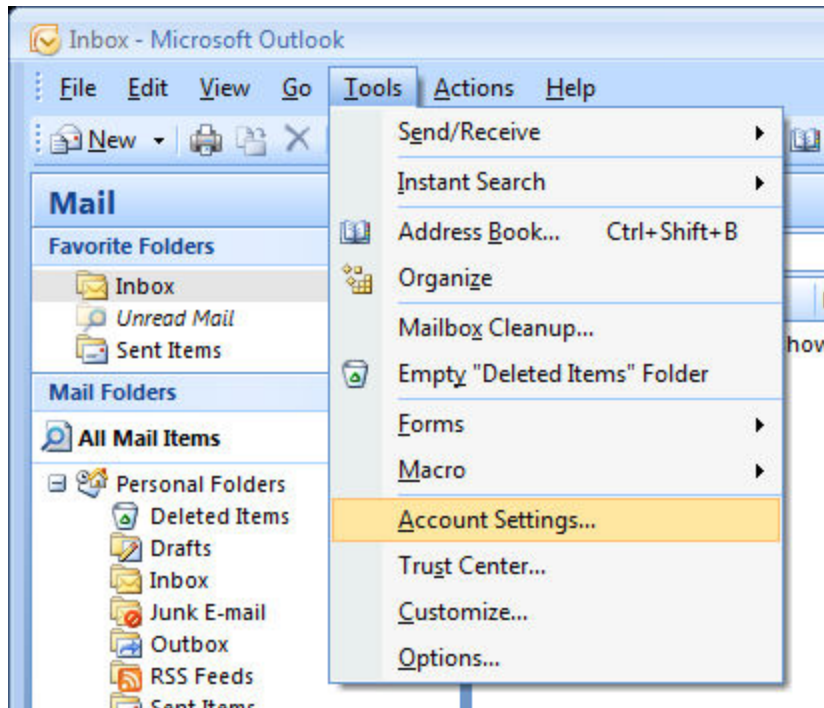 Inbox - Microsoft Outlook
File Edit View Go Tools Actions Help
New
Send/Receive
Instant Search
Address Book... Ctrl+Shift+B
Organize
Mailbox Cleanup...
Empty "Deleted Items" Folder
Forms
Macro
Account Settings...
Trust Center...
Customize...
Options...
Mail
Favorite Folders
Inbox
Unread Mail
Sent Items
Mail Folders
All Mail Items
Personal Folders
Deleted Items
Drafts
Inbox
Junk E-mail
Outbox
RSS Feeds
Sent Items